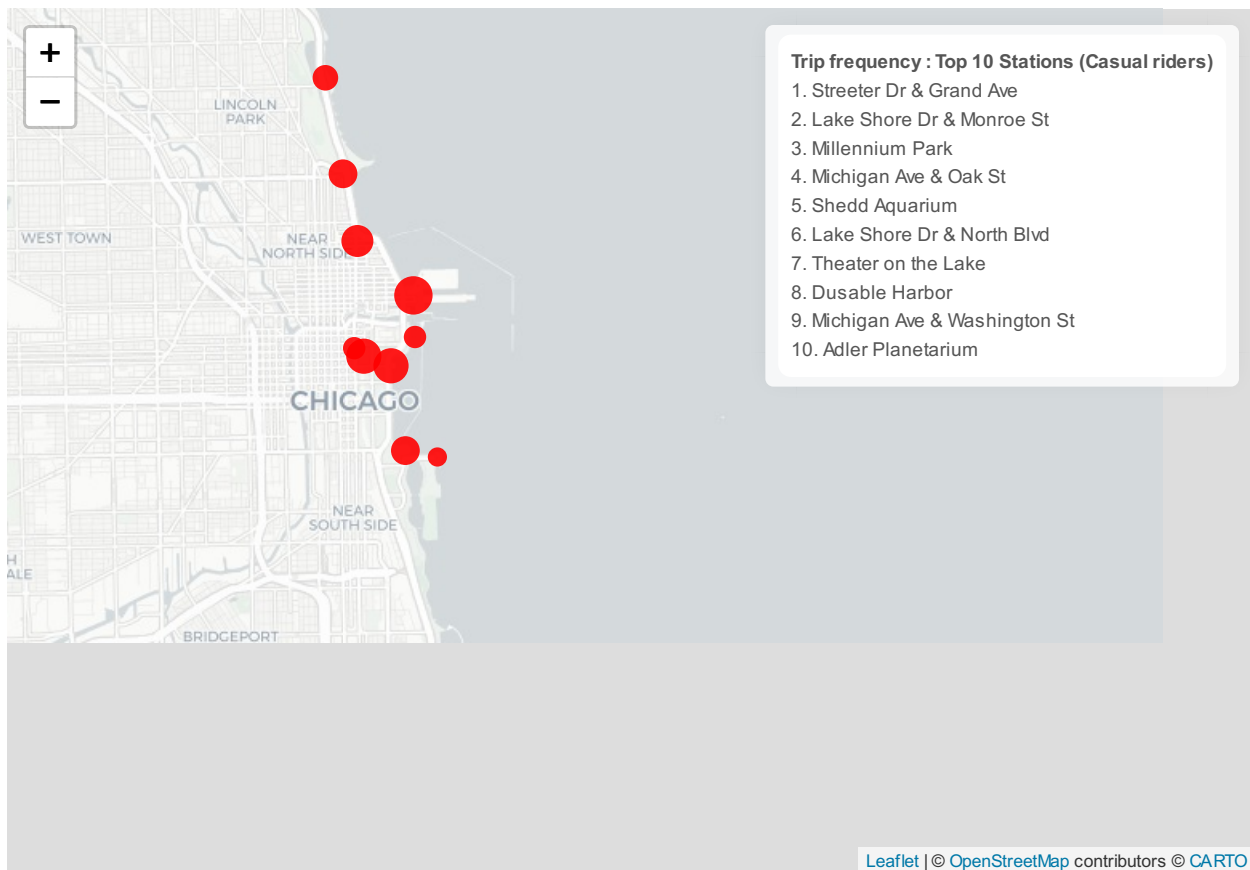 +
−
LINCOLN
PARK
WEST TOWN
NEAR
NORTH SIDE
CHICAGO
NEAR
SOUTH SIDE
H
ALE
BRIDGEPORT
Trip frequency : Top 10 Stations (Casual riders)
1. Streeter Dr & Grand Ave
2. Lake Shore Dr & Monroe St
3. Millennium Park
4. Michigan Ave & Oak St
5. Shedd Aquarium
6. Lake Shore Dr & North Blvd
7. Theater on the Lake
8. Dusable Harbor
9. Michigan Ave & Washington St
10. Adler Planetarium
Leaflet | © OpenStreetMap contributors © CARTO